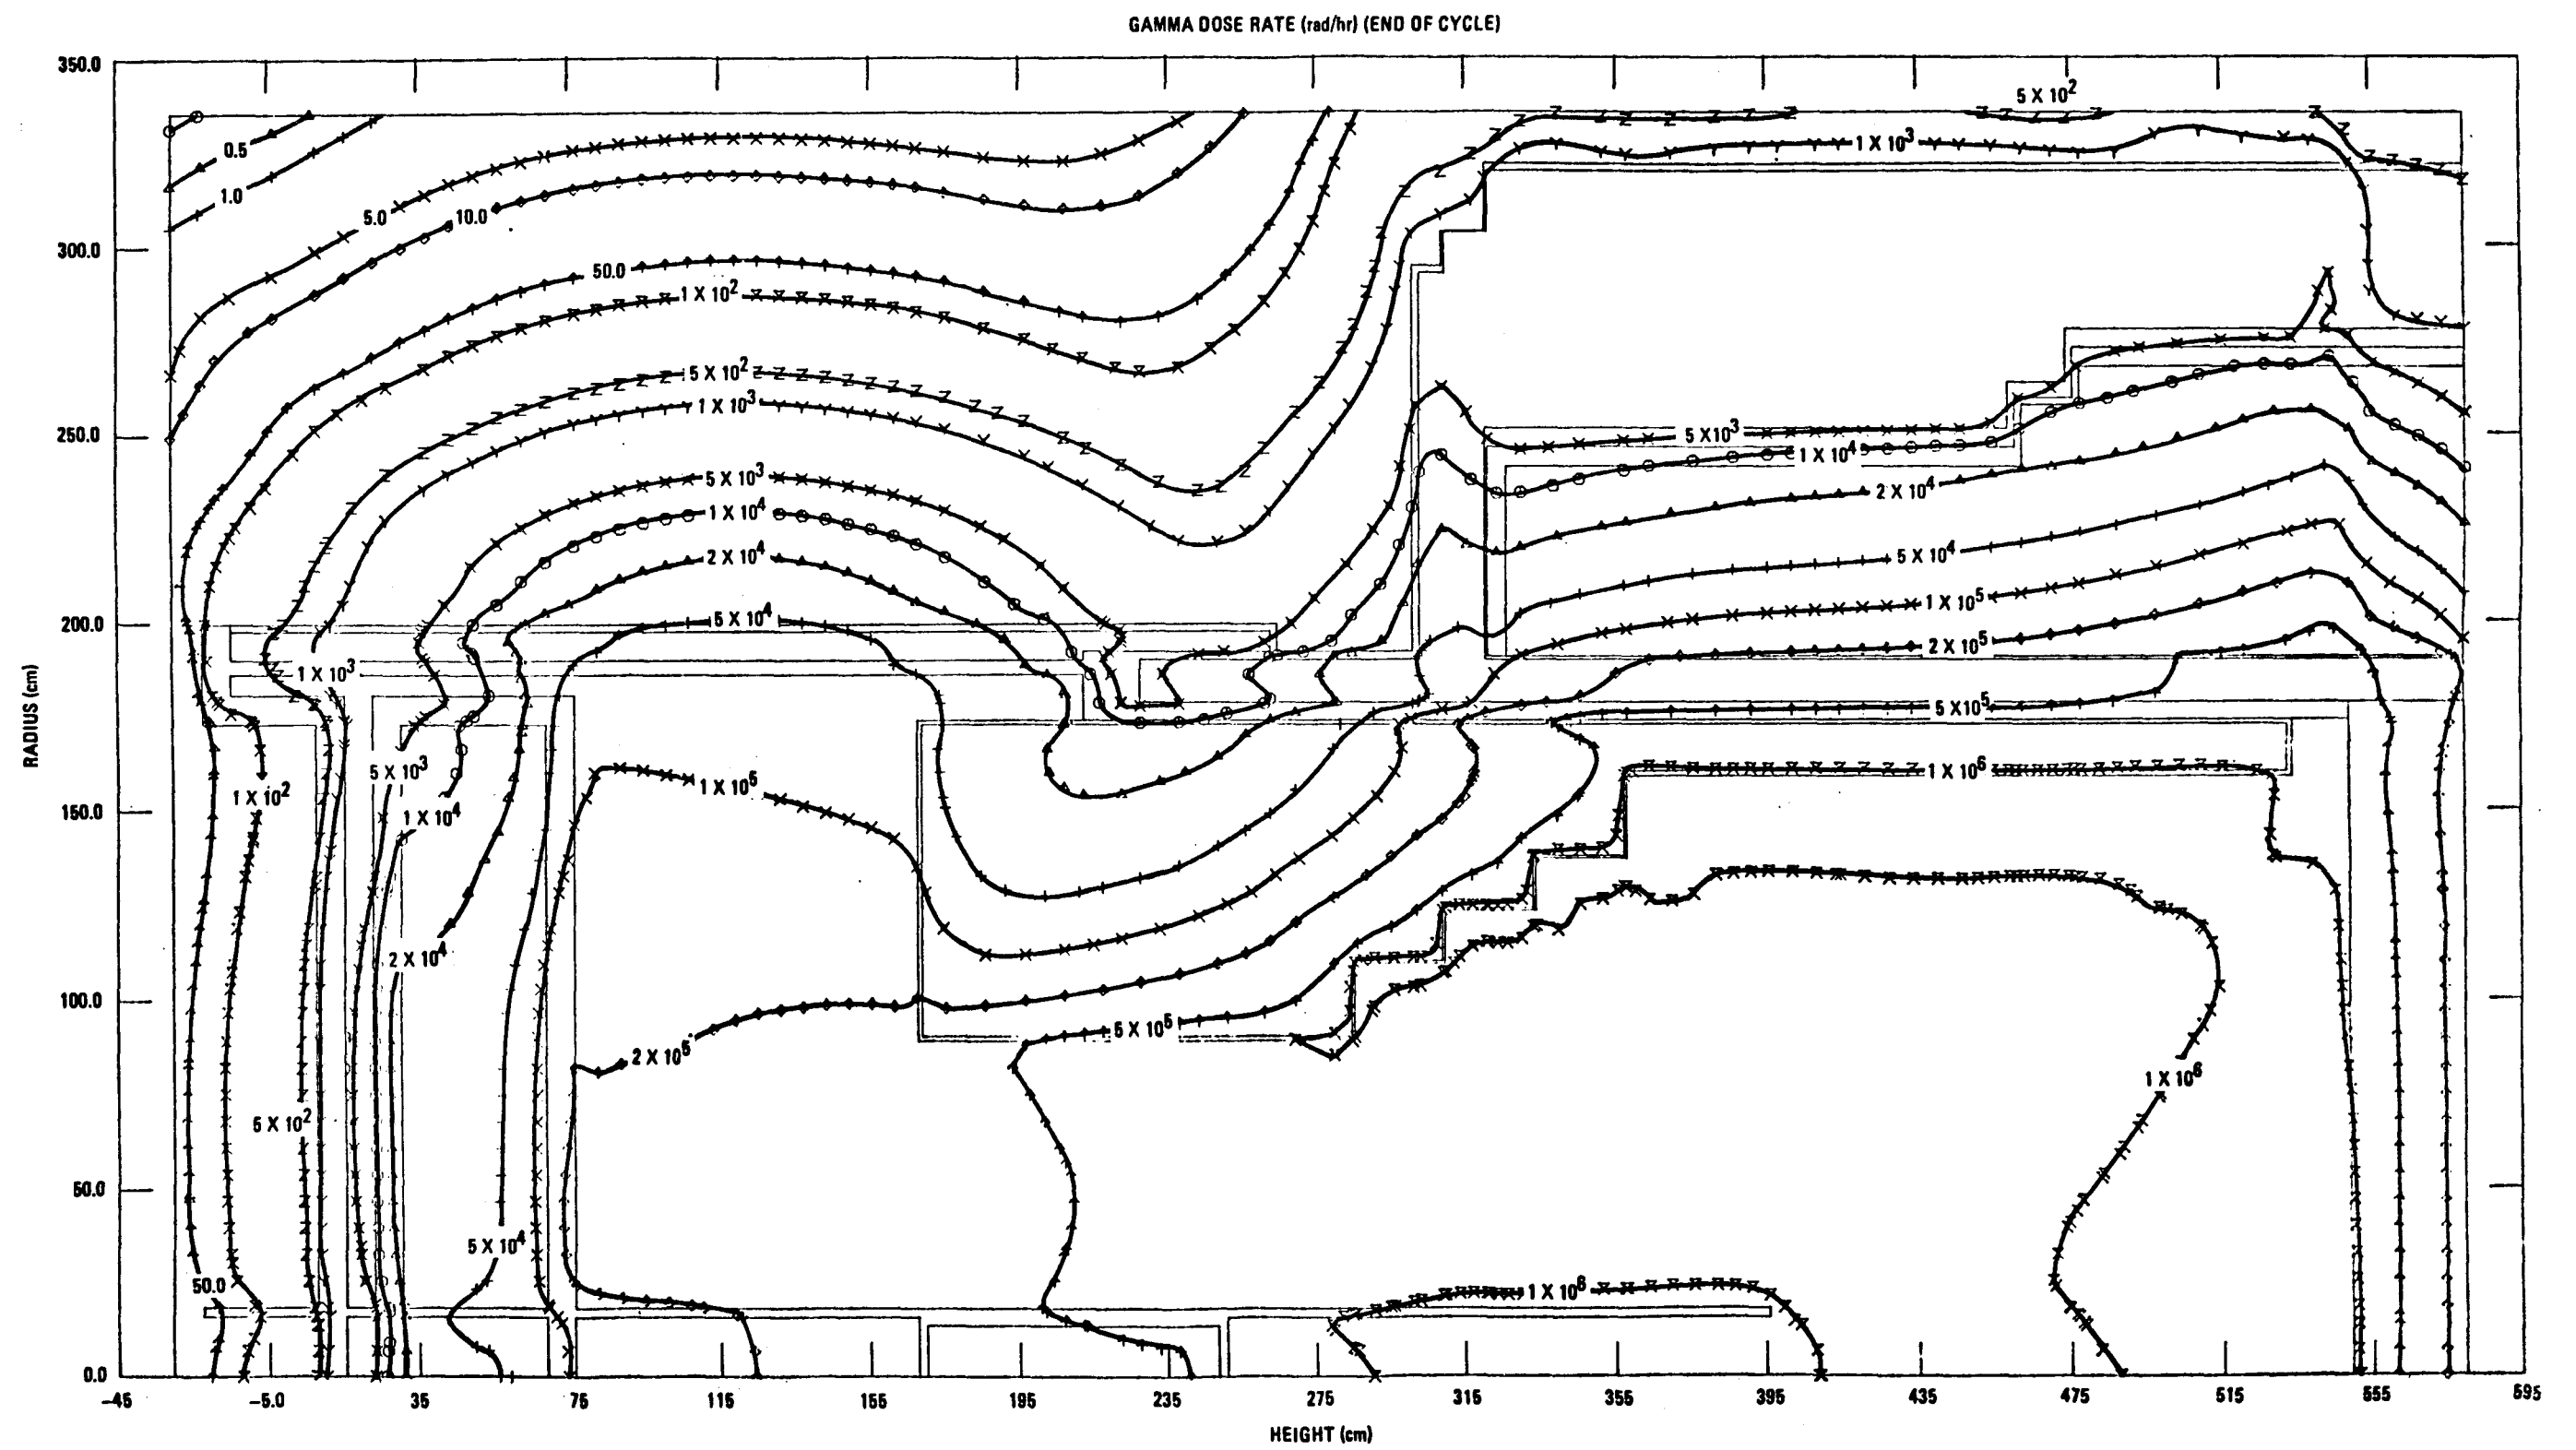 GAMMA DOSE RATE (rad/hr) (END OF CYCLE)
350.0
5 X 10²
0.5
1 X 10³
1.0
5.0
10.0
300.0
50.0
1 X 10²
5 X 10²
1 X 10³
250.0
5 X 10³
1 X 10⁴
5 X 10³
2 X 10⁴
1 X 10⁴
2 X 10⁴
5 X 10⁴
1 X 10⁵
200.0
5 X 10⁴
2 X 10⁵
1 X 10³
5 X 10⁵
RADIUS (cm)
5 X 10³
1 X 10⁶
1 X 10²
1 X 10⁵
150.0
1 X 10⁴
2 X 10⁴
100.0
5 X 10⁵
2 X 10⁵
1 X 10⁶
5 X 10²
50.0
5 X 10⁴
50.0
1 X 10⁶
0.0
-45 -5.0 35 75 115 155 195 235 275 315 355 395 435 475 515 555 595
HEIGHT (cm)